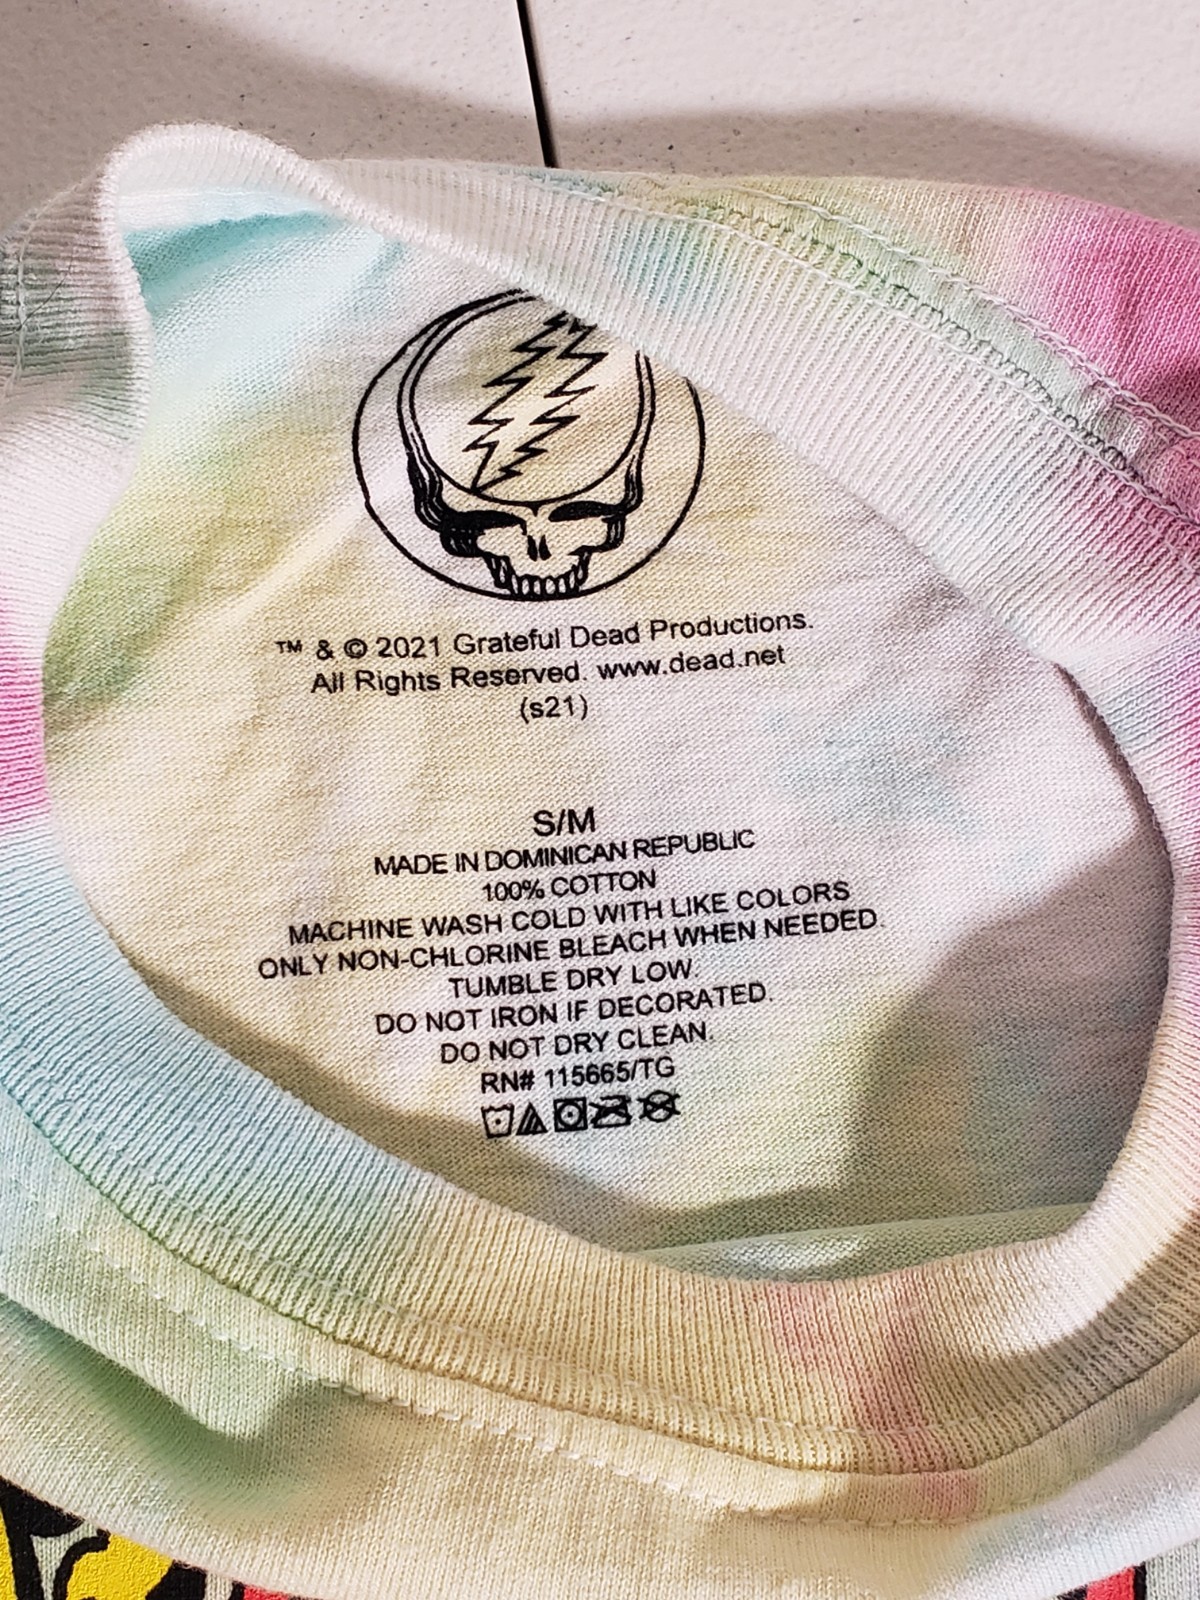 ™ & © 2021 Grateful Dead Productions.
All Rights Reserved. www.dead.net
(s21)
S/M
MADE IN DOMINICAN REPUBLIC
100% COTTON
MACHINE WASH COLD WITH LIKE COLORS
ONLY NON-CHLORINE BLEACH WHEN NEEDED.
TUMBLE DRY LOW.
DO NOT IRON IF DECORATED.
DO NOT DRY CLEAN.
RN# 115665/TG